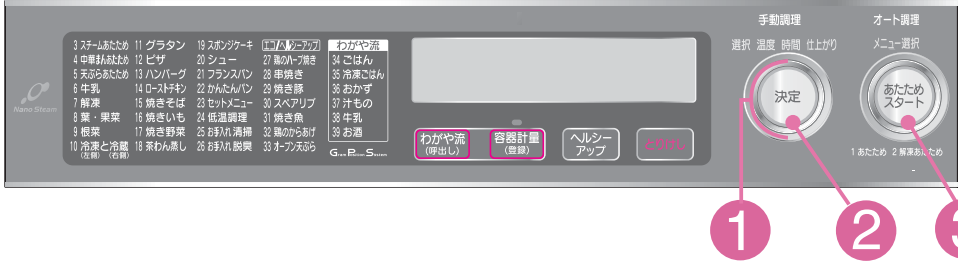 手動調理
オート調理
選択 温度 時間 仕上がり
メニュー選択
3 スチームあたため
4 中華まんあたため
5 天ぷらあたため
6 牛乳
7 解凍
8 葉・果菜
9 根菜
10 冷凍と冷蔵
(左側) (右側)
11 グラタン
12 ピザ
13 ハンバーグ
14 ローストチキン
15 焼きそば
16 焼きいも
17 焼き野菜
18 茶わん蒸し
19 スポンジケーキ
20 シュー
21 フランスパン
22 かんたんパン
23 セットメニュー
24 低温調理
25 お手入れ清掃
26 お手入れ脱臭
エコ/ヘルシーアップ
27 鶏のハーブ焼き
28 串焼き
29 焼き豚
30 スペアリブ
31 焼き魚
32 鶏のからあげ
33 オーブン天ぷら
わがや流
34 ごはん
35 冷凍ごはん
36 おかず
37 汁もの
38 牛乳
39 お酒
Nano Steam
わがや流
(呼出し)
容器計量
(登録)
ヘルシー
アップ
とりけし
決定
あたため
スタート
1 あたため 2 解凍あたため
1
2
3